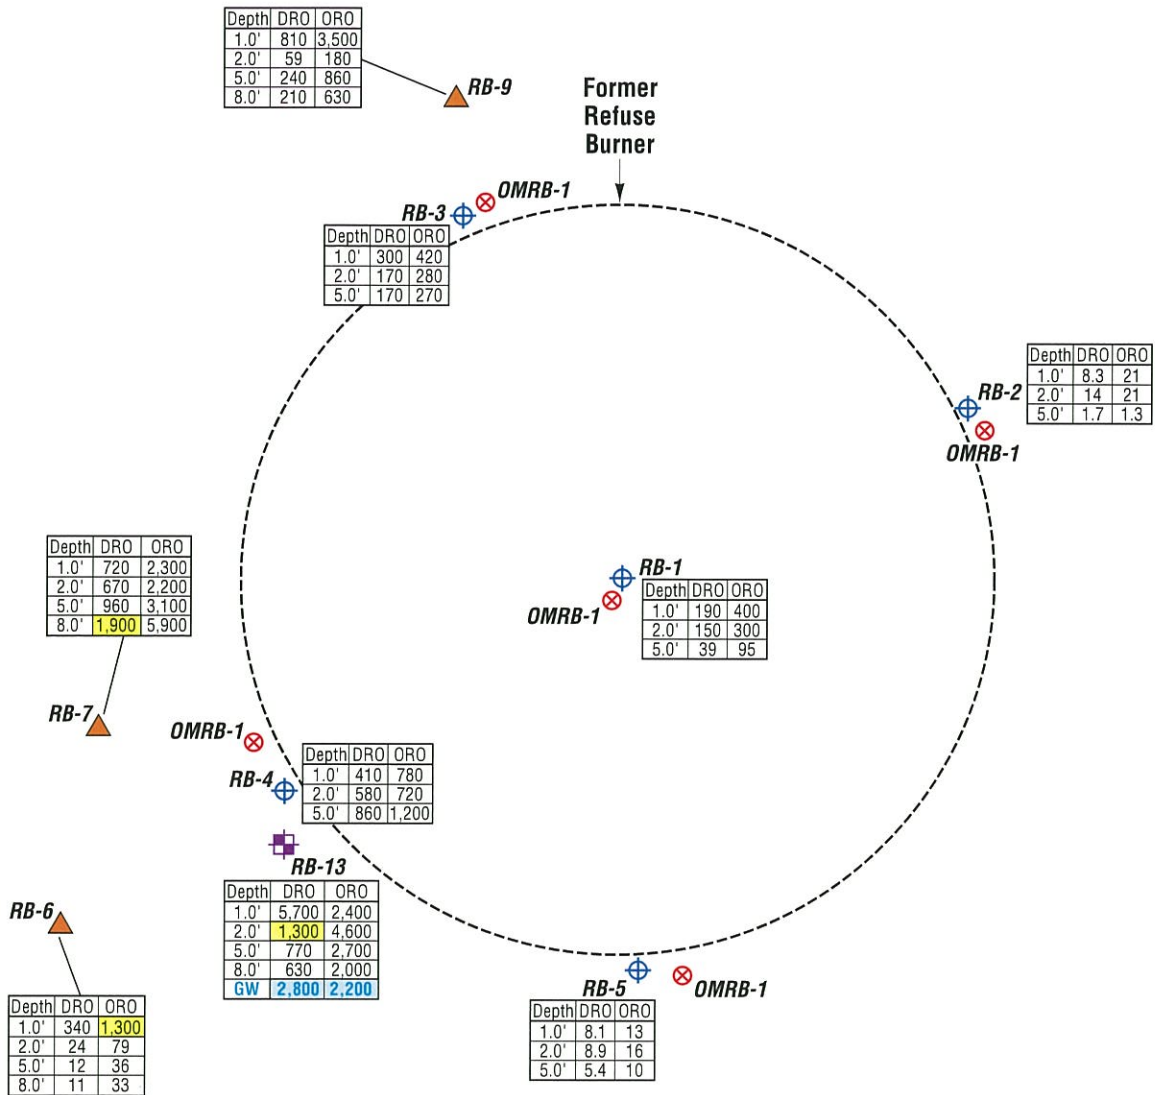 Depth DRO ORO
1.0' 810 3,500
2.0' 59 180
5.0' 240 860
8.0' 210 630
RB-9
Former
Refuse
Burner
OMRB-1
RB-3
Depth DRO ORO
1.0' 300 420
2.0' 170 280
5.0' 170 270
Depth DRO ORO
1.0' 8.3 21
2.0' 14 21
5.0' 1.7 1.3
RB-2
OMRB-1
Depth DRO ORO
1.0' 720 2,300
2.0' 670 2,200
5.0' 960 3,100
8.0' 1,900 5,900
RB-7
RB-1
OMRB-1
Depth DRO ORO
1.0' 190 400
2.0' 150 300
5.0' 39 95
OMRB-1
RB-4
Depth DRO ORO
1.0' 410 780
2.0' 580 720
5.0' 860 1,200
RB-13
Depth DRO ORO
1.0' 5,700 2,400
2.0' 1,300 4,600
5.0' 770 2,700
8.0' 630 2,000
GW 2,800 2,200
RB-6
Depth DRO ORO
1.0' 340 1,300
2.0' 24 79
5.0' 12 36
8.0' 11 33
RB-5
OMRB-1
Depth DRO ORO
1.0' 8.1 13
2.0' 8.9 16
5.0' 5.4 10